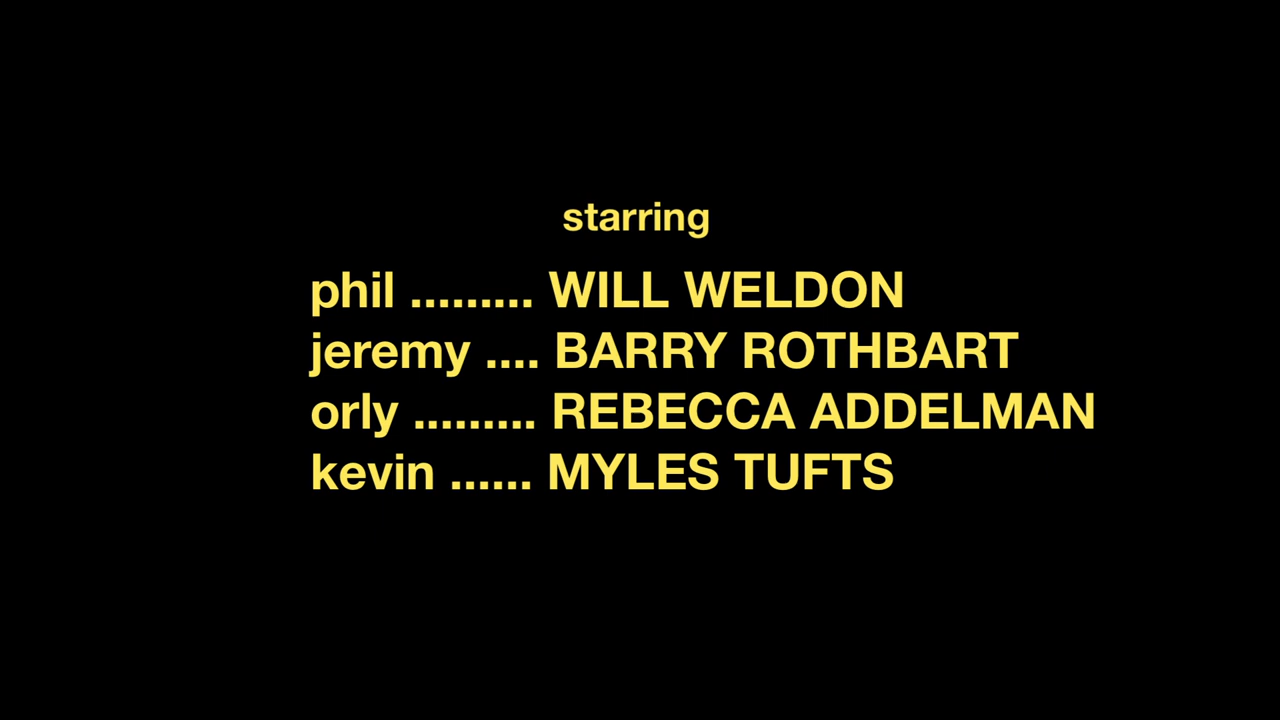 starring
phil ......... WILL WELDON
jeremy .... BARRY ROTHBART
orly ......... REBECCA ADDELMAN
kevin ...... MYLES TUFTS